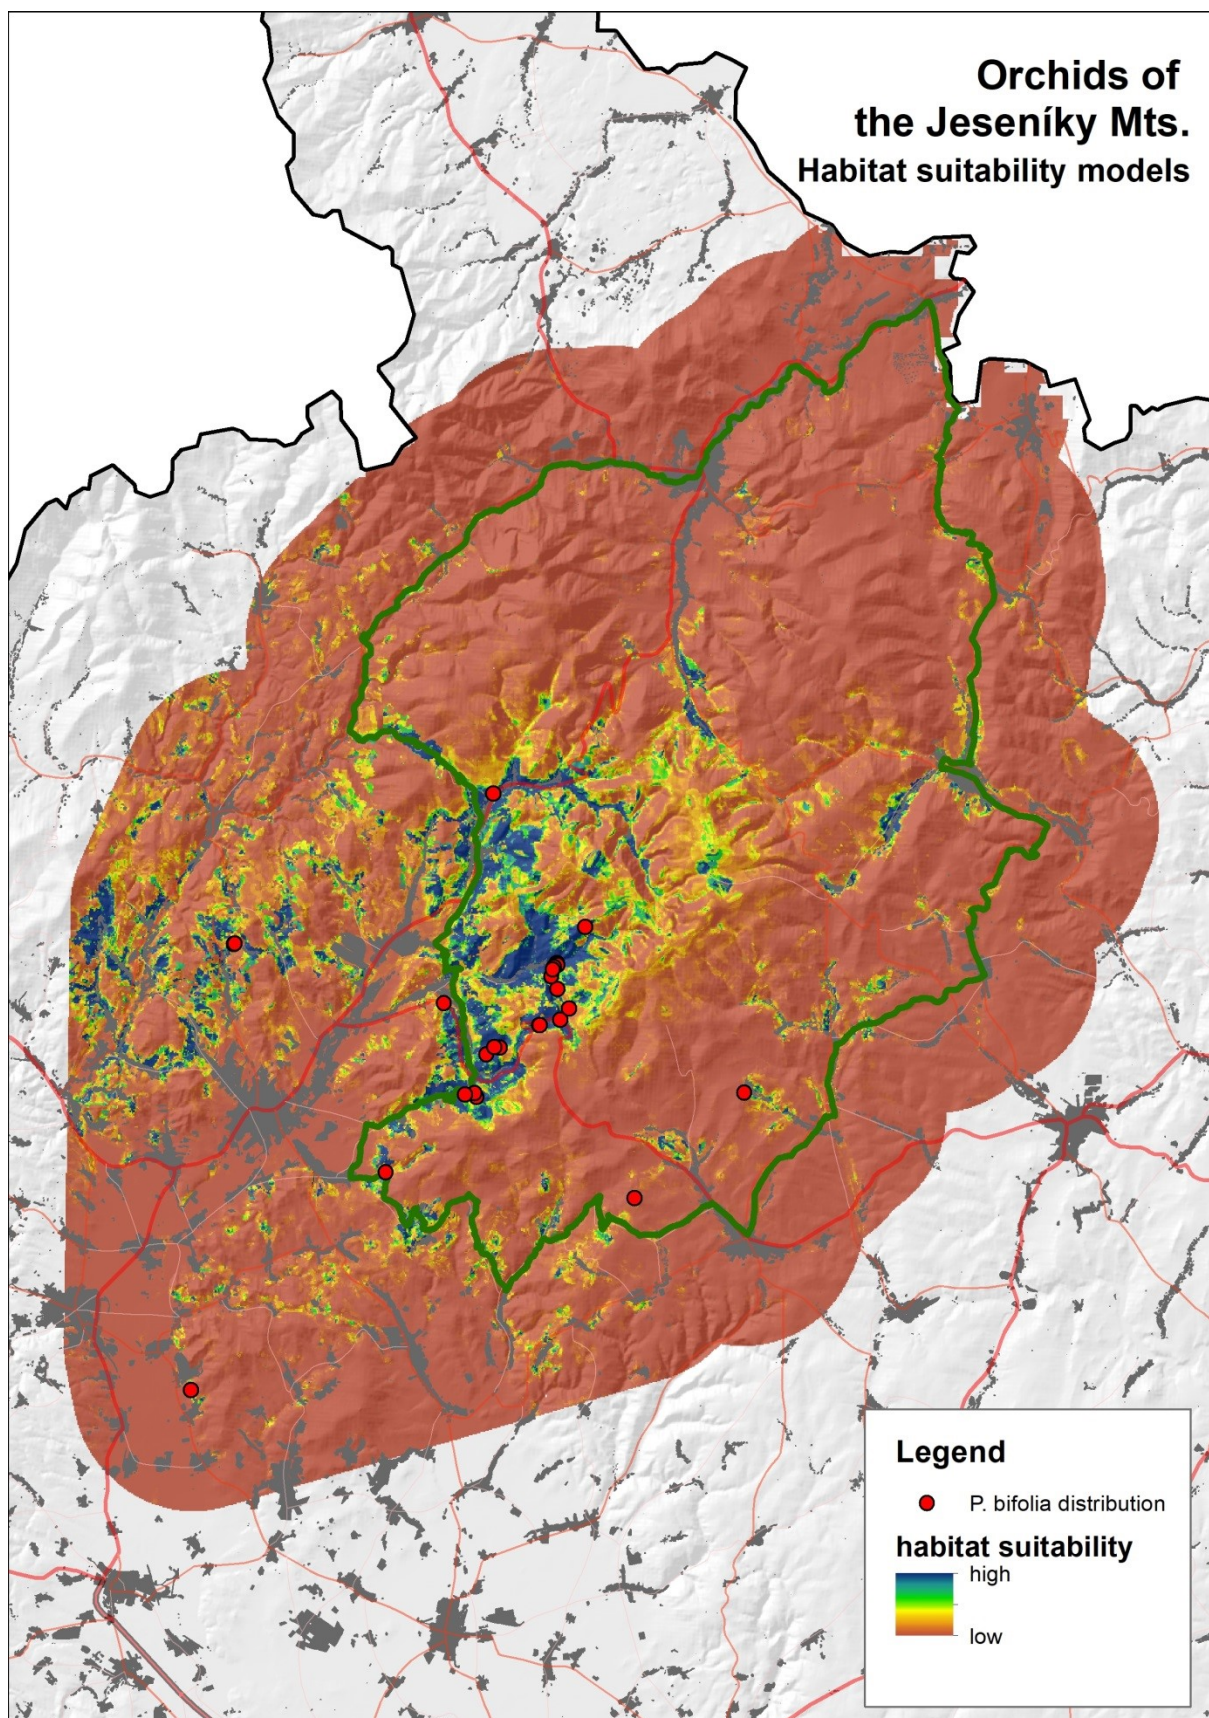 Orchids of
the Jeseníky Mts.
Habitat suitability models
Legend
P. bifolia distribution
habitat suitability
high
low